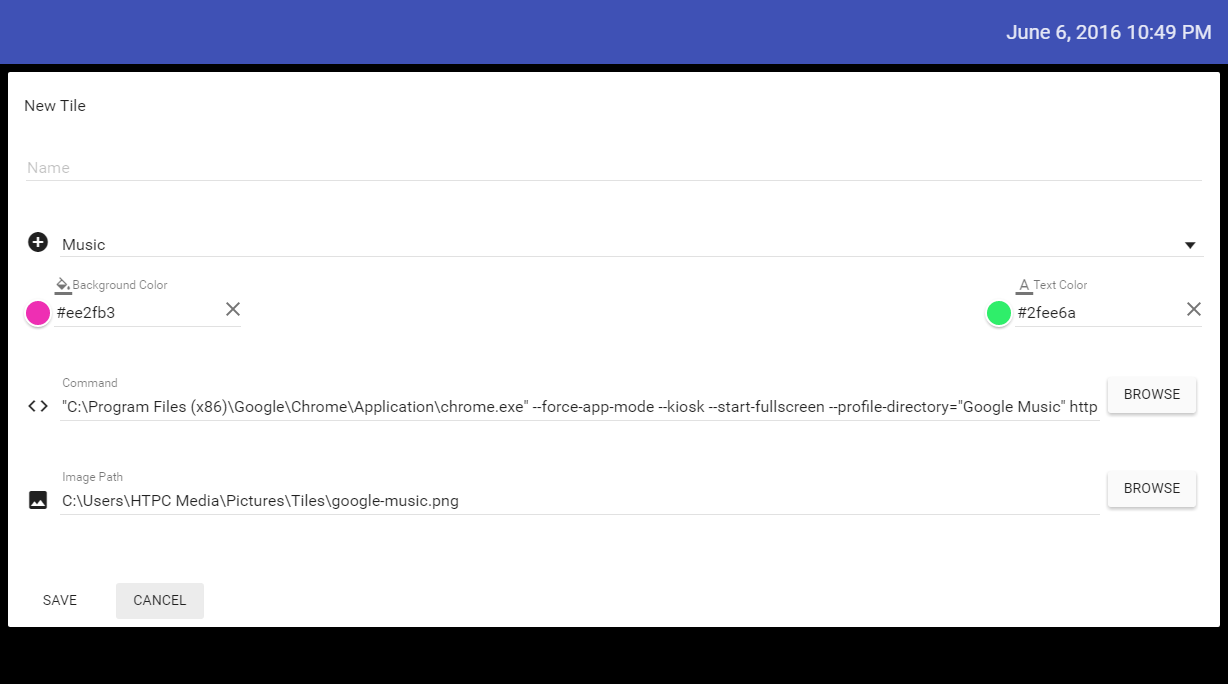 June 6, 2016 10:49 PM
New Tile
Name
Music
Background Color
#ee2fb3
Text Color
#2fee6a
Command
"C:\Program Files (x86)\Google\Chrome\Application\chrome.exe" --force-app-mode --kiosk --start-fullscreen --profile-directory="Google Music" http
BROWSE
Image Path
C:\Users\HTPC Media\Pictures\Tiles\google-music.png
BROWSE
SAVE CANCEL